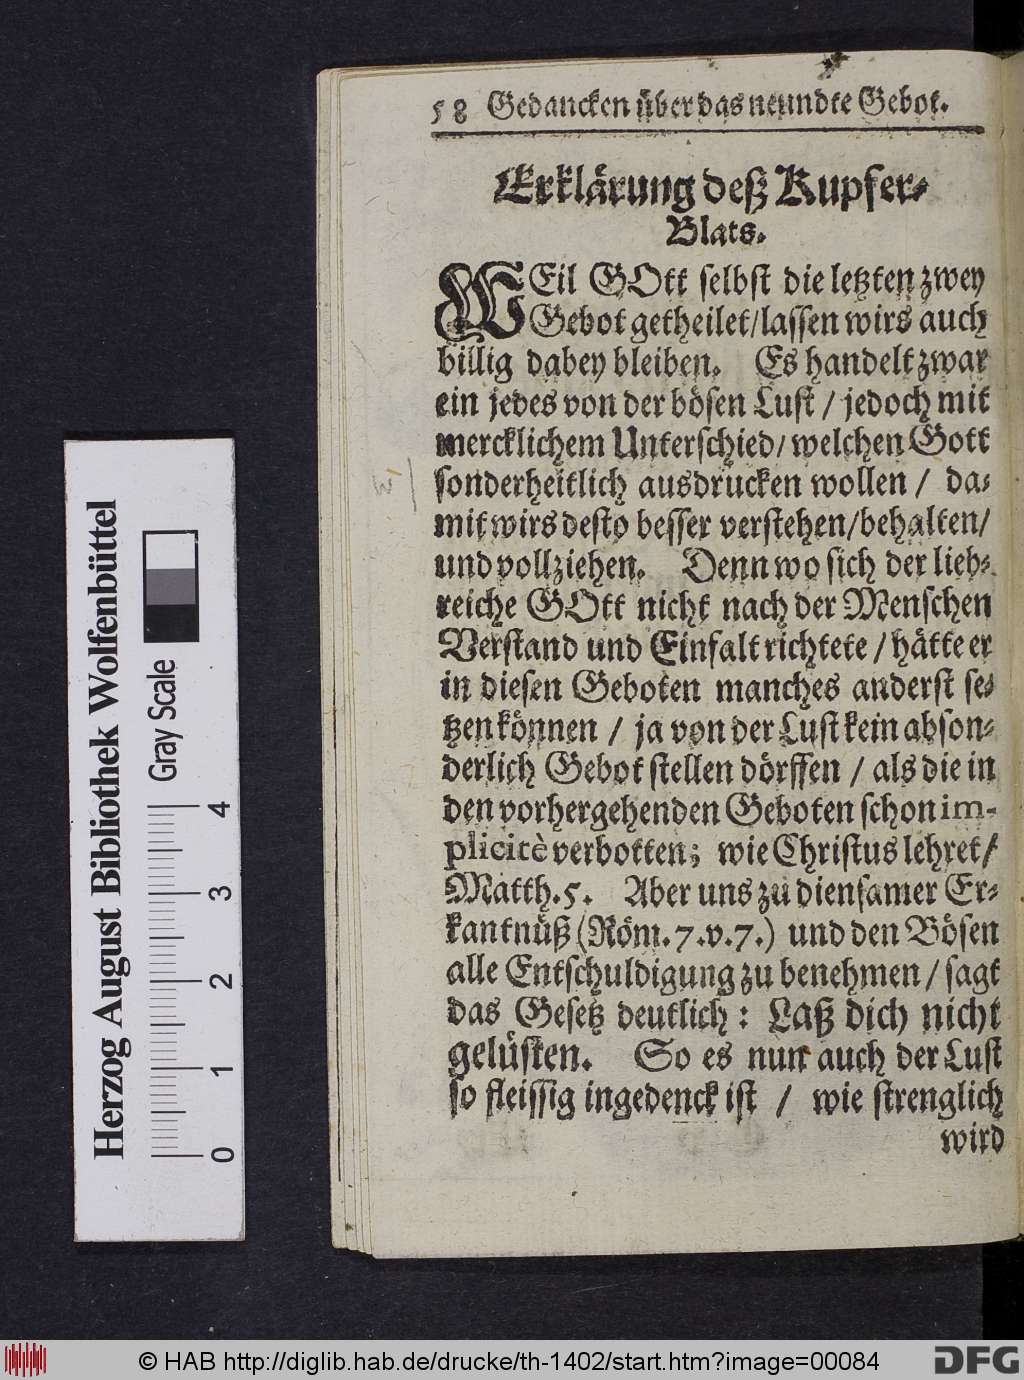 58 Gedancken über das neundte Gebot.
Erklärung deß Kupfer-
Blats.
WEil GOtt selbst die letzten zwey
Gebot getheilet/lassen wirs auch
billig dabey bleiben. Es handelt zwar
ein jedes von der bösen Lust / jedoch mit
mercklichem Unterschied/ welchen Gott
sonderheitlich ausdrucken wollen / da-
mit wirs desto besser verstehen/behalten/
und vollziehen. Denn wo sich der lieb-
reiche GOtt nicht nach der Menschen
Verstand und Einfalt richtete / hätte er
in diesen Geboten manches anderst se-
tzen können / ja von der Lust kein abson-
derlich Gebot stellen dörffen / als die in
den vorhergehenden Geboten schon im-
plicitè verbotten; wie Christus lehret/
Matth. 5. Aber uns zu diensamer Er-
kantnüß (Röm. 7. v. 7.) und den Bösen
alle Entschuldigung zu benehmen / sagt
das Gesetz deutlich : Laß dich nicht
gelüsten. So es nun auch der Lust
so fleissig ingedenck ist / wie strenglich
wird
Herzog August Bibliothek Wolfenbüttel
Gray Scale
0 1 2 3 4
© HAB http://diglib.hab.de/drucke/th-1402/start.htm?image=00084
DFG